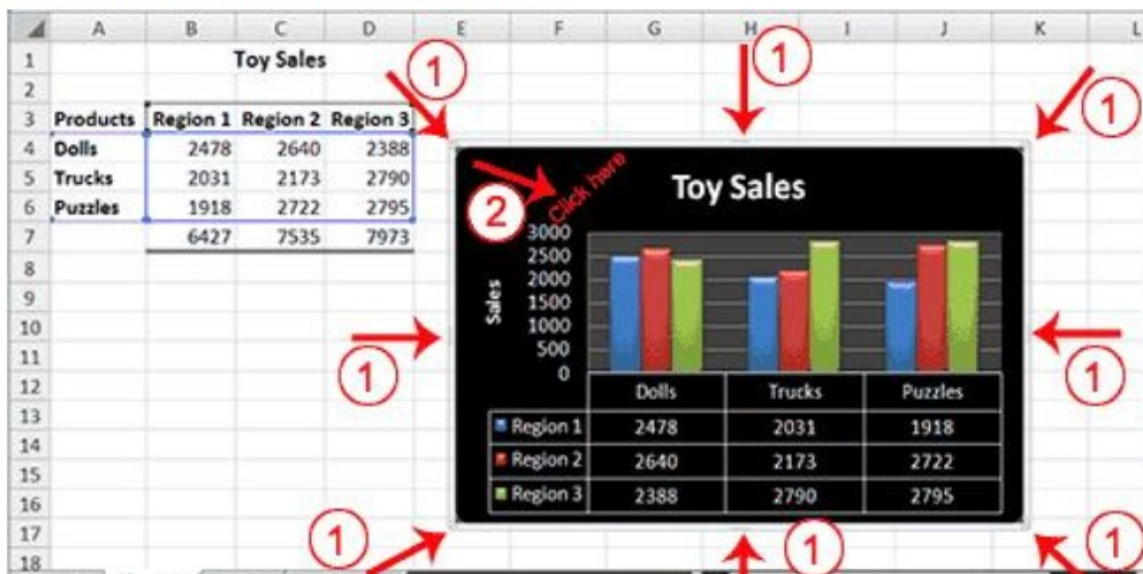 A B C D E F G H I J K L
1 Toy Sales
2
3 Products Region 1 Region 2 Region 3
4 Dolls 2478 2640 2388
5 Trucks 2031 2173 2790
6 Puzzles 1918 2722 2795
7 6427 7535 7973
8
9
10
11
12
13
14
15
16
17
18
1
1
1
2
Click here
Toy Sales
Sales
3000
2500
2000
1500
1000
500
0
1
1
Dolls Trucks Puzzles
Region 1 2478 2031 1918
Region 2 2640 2173 2722
Region 3 2388 2790 2795
1
1
1